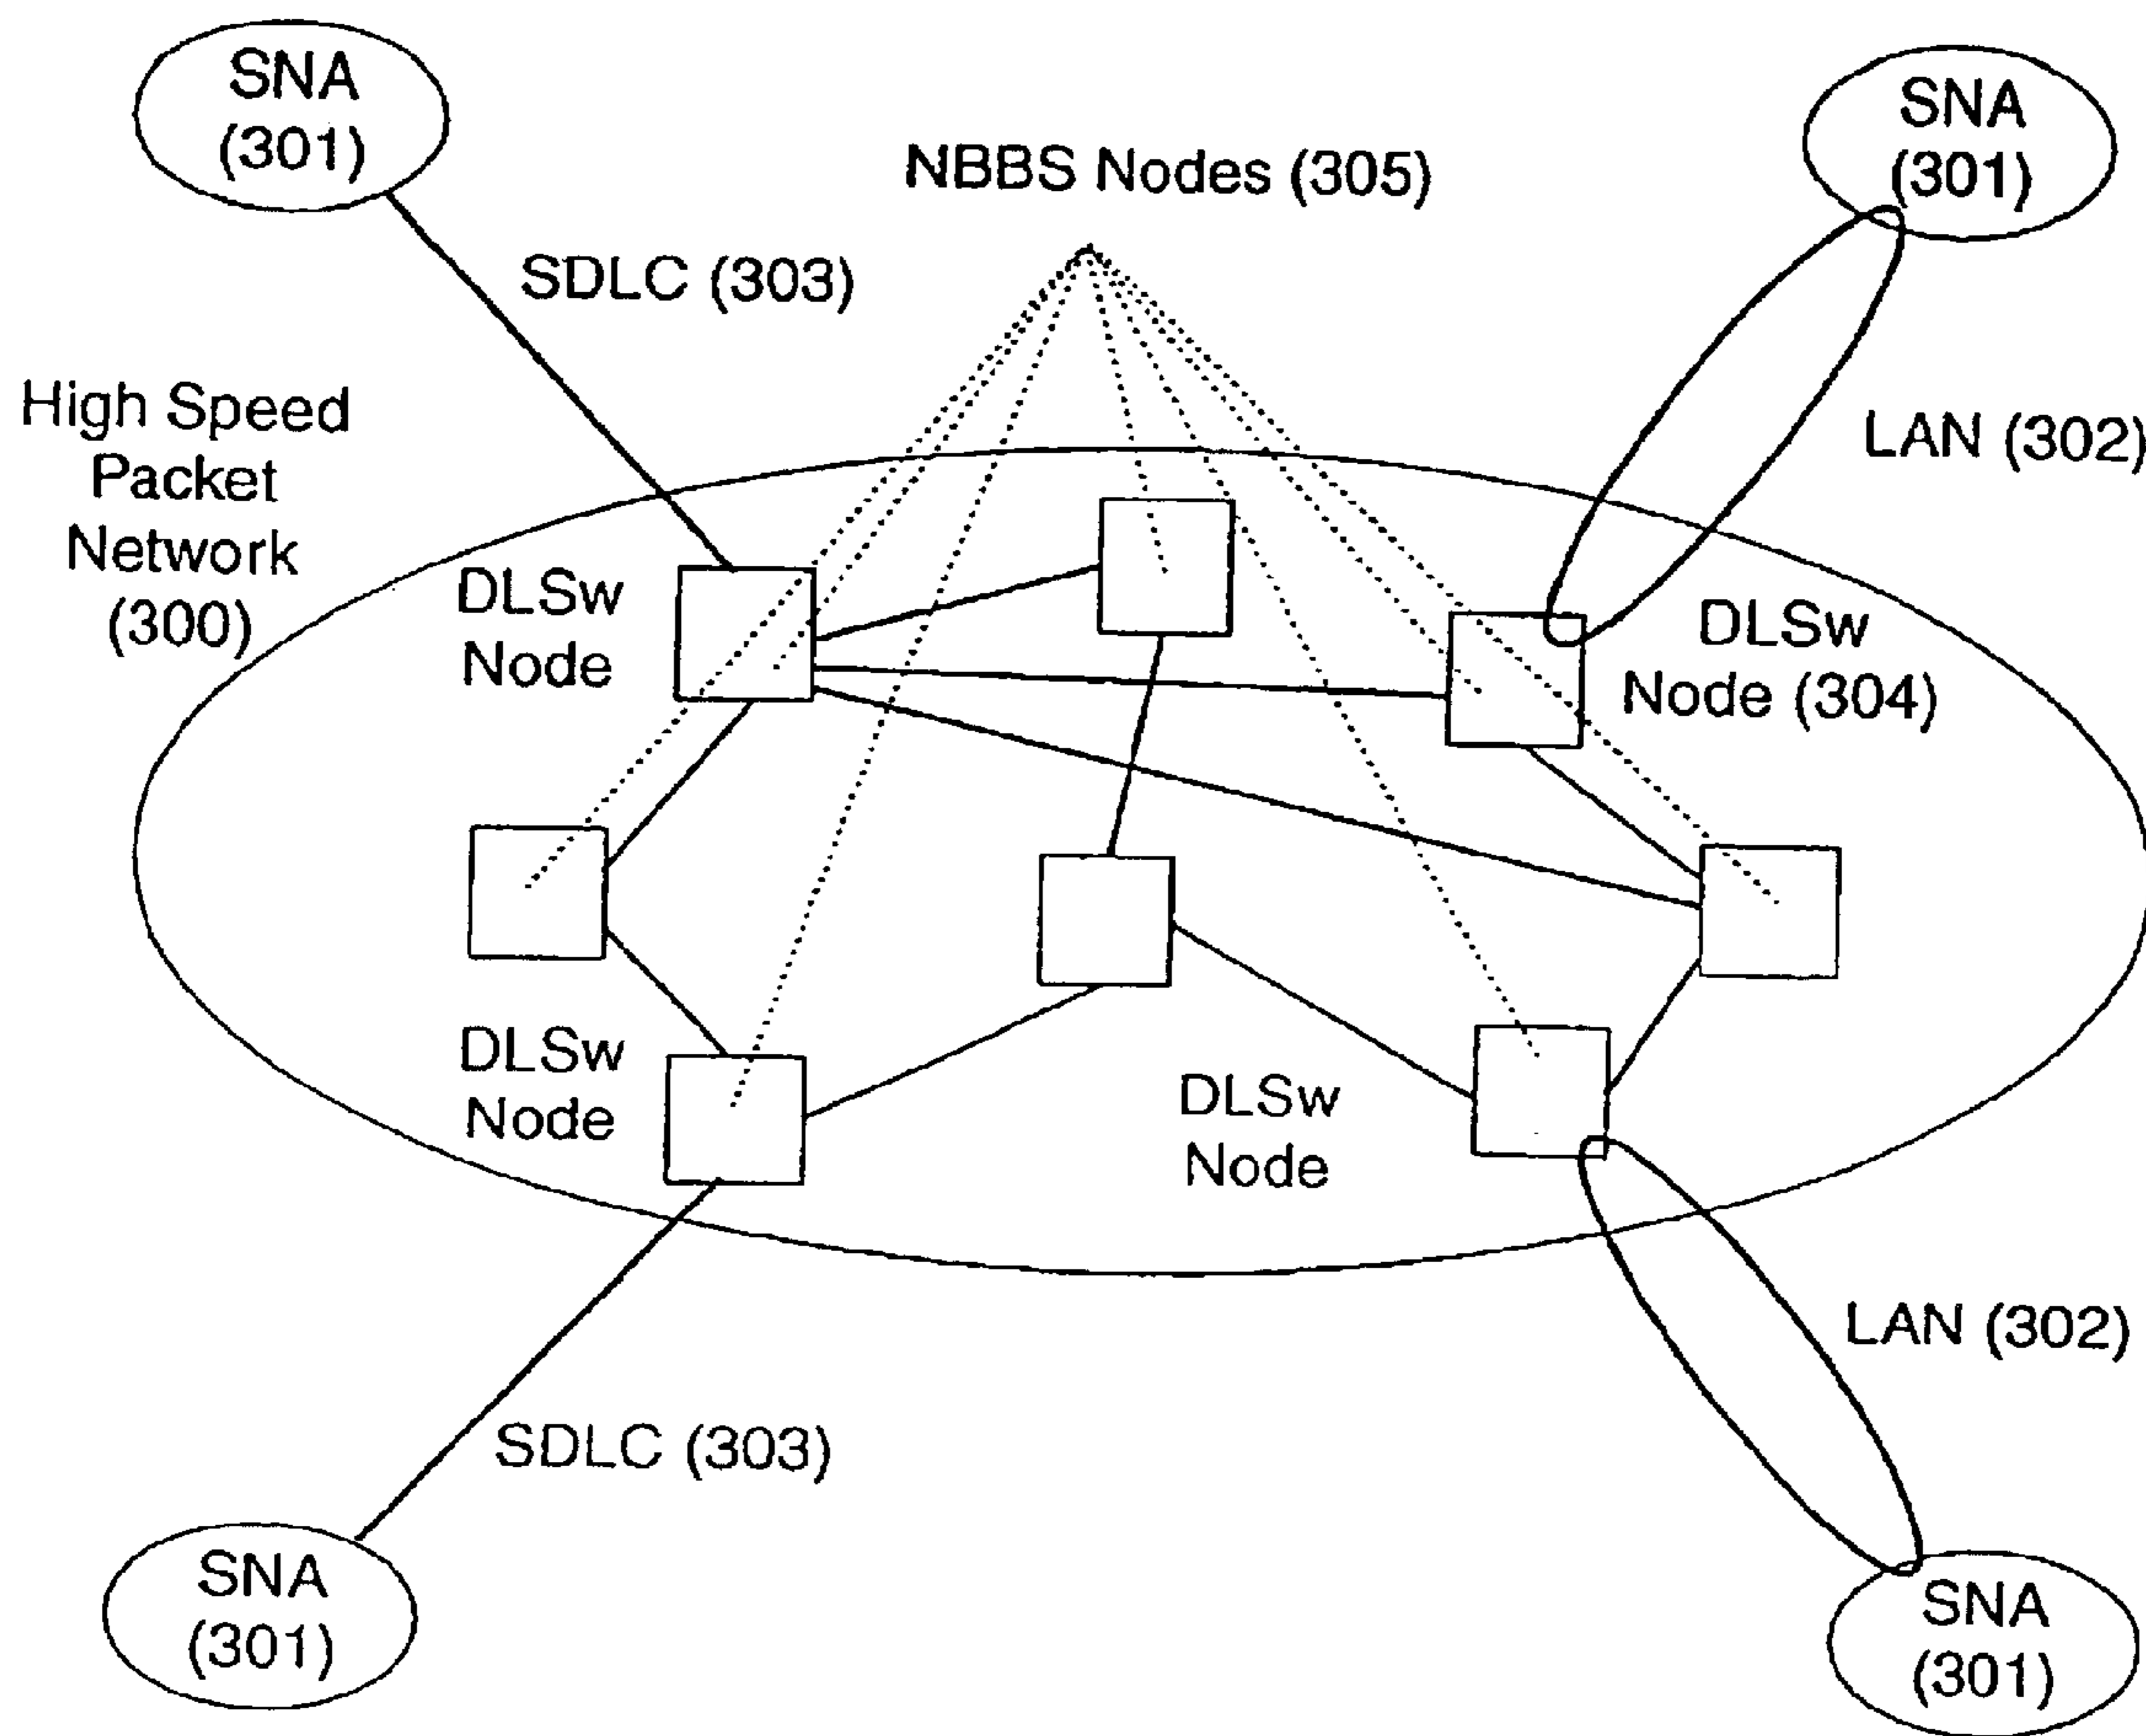 SNA
(301)
SNA
(301)
NBBS Nodes (305)
SDLC (303)
High Speed
Packet
Network
(300)
LAN (302)
DLSw
Node
DLSw
Node (304)
DLSw
Node
DLSw
Node
LAN (302)
SDLC (303)
SNA
(301)
SNA
(301)